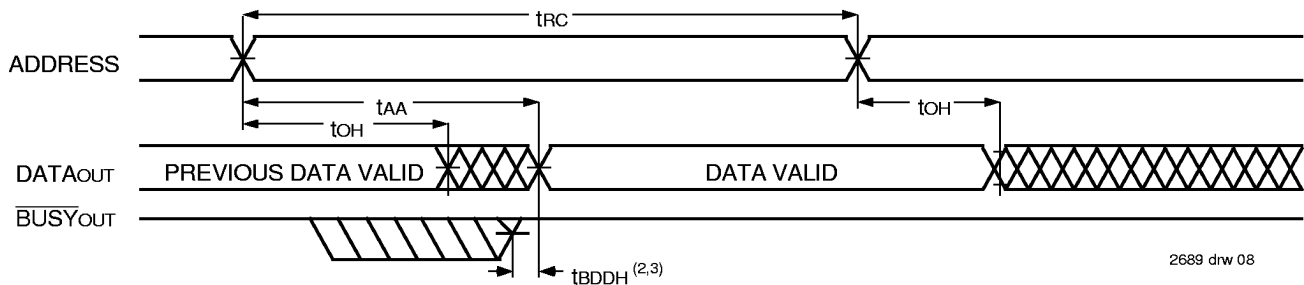 tRC
ADDRESS
tAA
tOH
tOH
DATAOUT
PREVIOUS DATA VALID
DATA VALID
BUSYOUT
tBDDH (2,3)
2689 drw 08